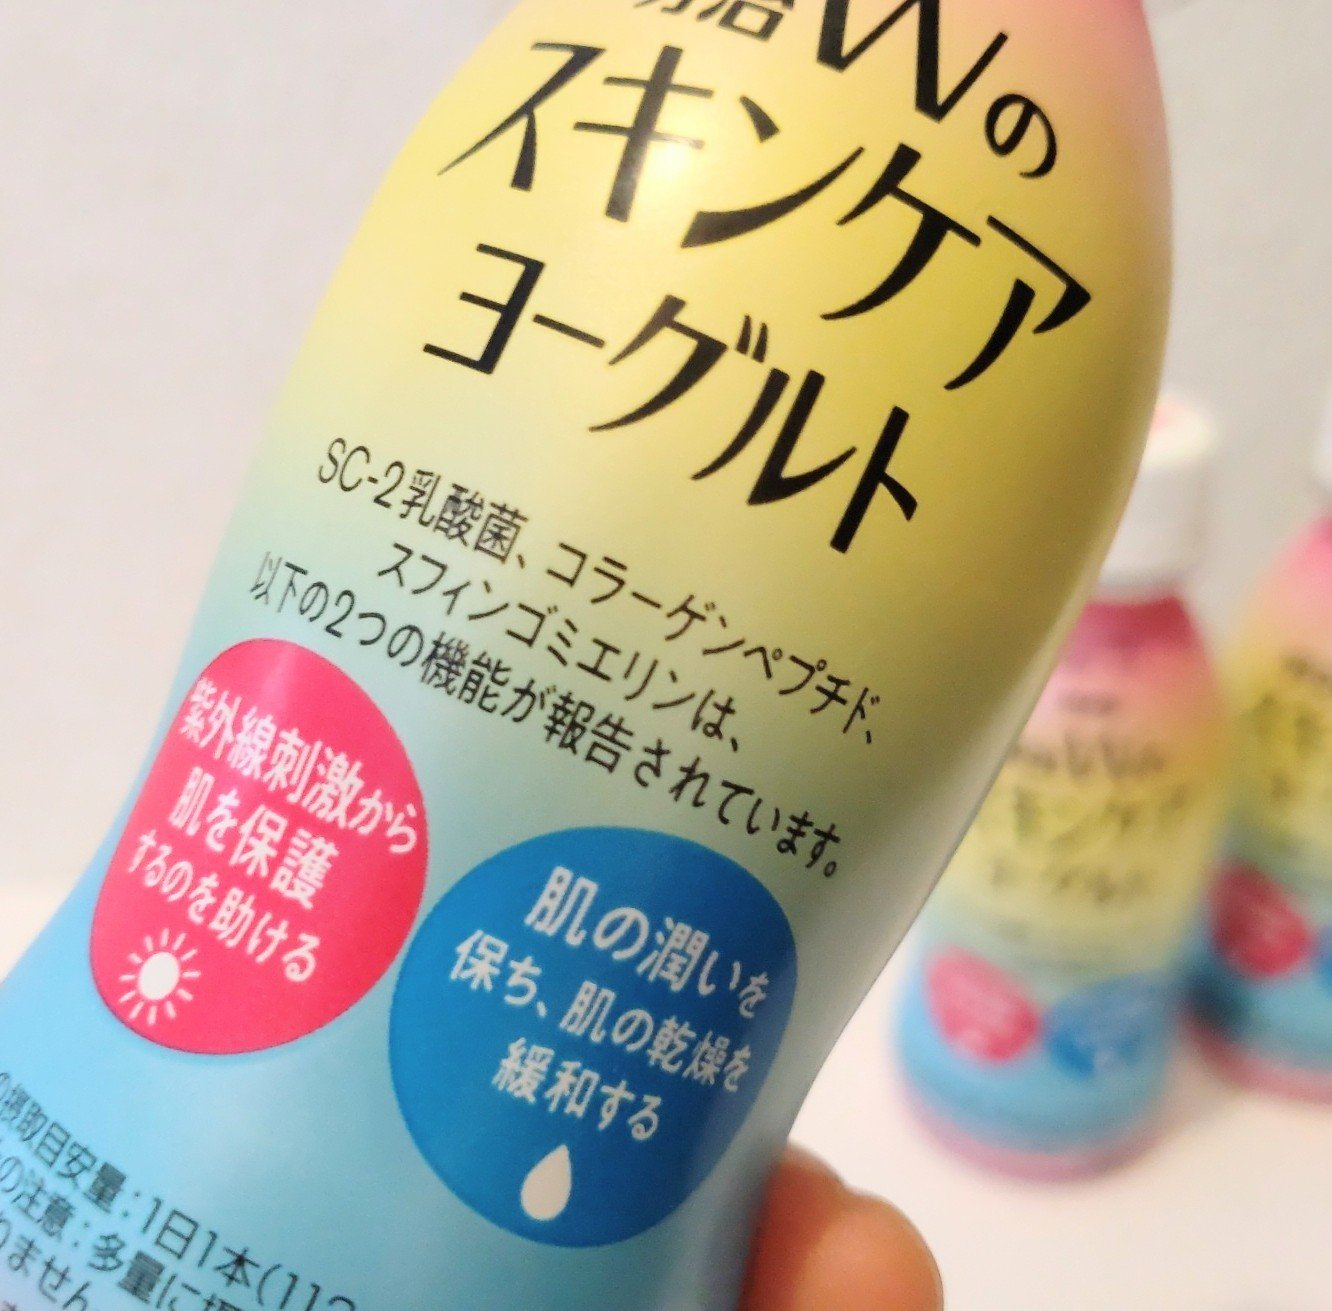 Wの
スキンケア
ヨーグルト
SC-2乳酸菌、コラーゲンペプチド、
スフィンゴミエリンは、
以下の2つの機能が報告されています。
紫外線刺激から
肌を保護
するのを助ける
肌の潤いを
保ち、肌の乾燥を
緩和する
摂取目安量:1日1本(112
の注意:多量に
りません